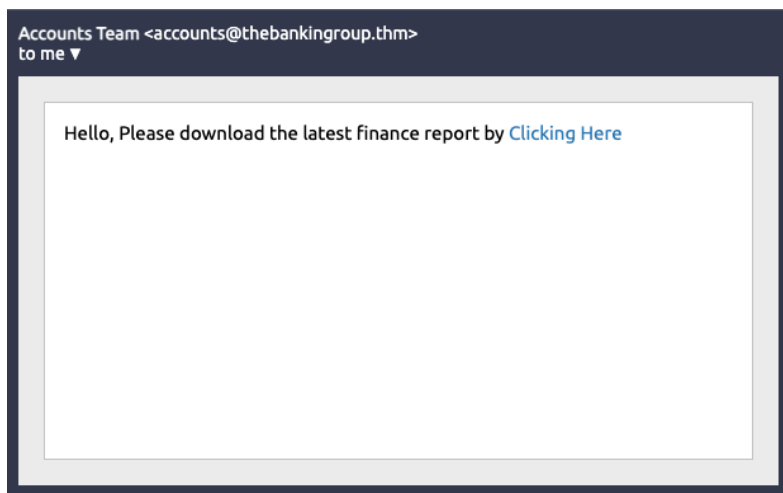 Accounts Team <accounts@thebankingroup.thm>
to me ▼
Hello, Please download the latest finance report by Clicking Here